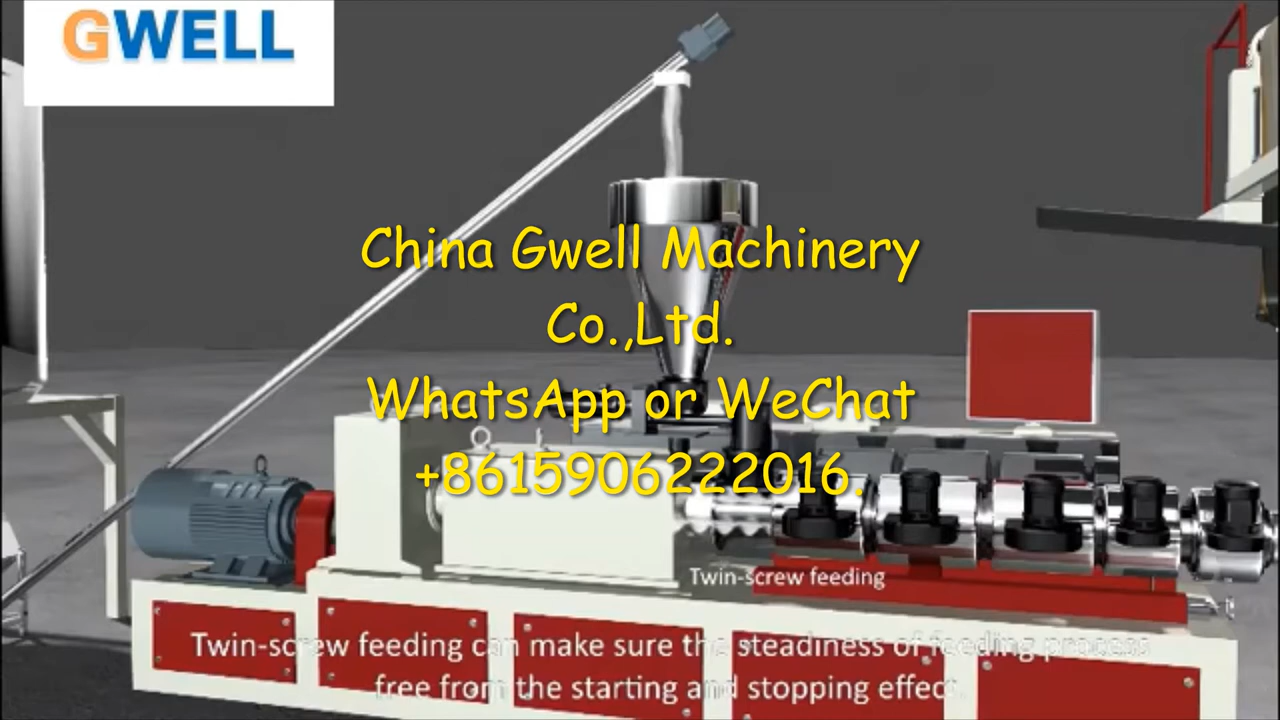 GWELL
China Gwell Machinery
Co.,Ltd.
WhatsApp or WeChat
+8615906222016.
Twin-screw feeding
Twin-screw feeding can make sure the steadiness of feeding process
free from the starting and stopping effect.